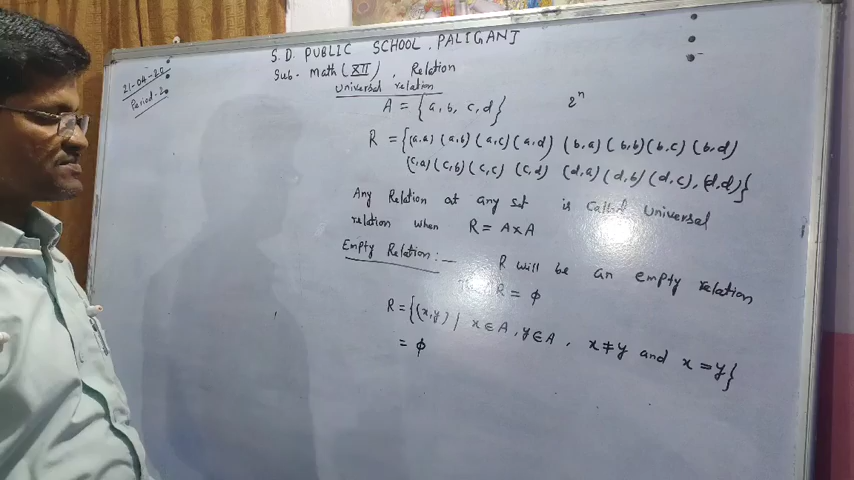 S.D. PUBLIC SCHOOL, PALIGANJ
21-04-20
Period-2
Sub- Math (XII), Relation
Universal relation
A = {a, b, c, d} 2ⁿ
R = {(a,a) (a,b) (a,c) (a,d) (b,a) (b,b) (b,c) (b,d)
(c,a) (c,b) (c,c) (c,d) (d,a) (d,b) (d,c), (d,d)}
Any Relation at any set is called Universal
relation when R = A×A
Empty Relation:— R will be an empty relation
R = ϕ
R = {(x,y) / x∈A, y∈A, x≠y and x=y}
= ϕ